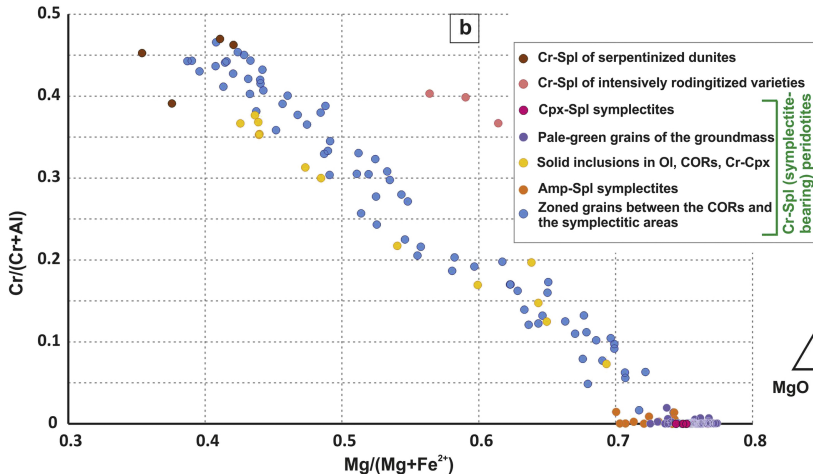 b
0.5
0.4
0.3
0.2
0.1
0
Cr/(Cr+Al)
0.3
0.4
0.5
0.6
0.7
0.8
Mg/(Mg+Fe²⁺)
Cr-Spl of serpentinized dunites
Cr-Spl of intensively rodingitized varieties
Cpx-Spl symplectites
Pale-green grains of the groundmass
Solid inclusions in Ol, CORs, Cr-Cpx
Amp-Spl symplectites
Zoned grains between the CORs and
the symplectitic areas
Cr-Spl (symplectite-
bearing) peridotites
MgO